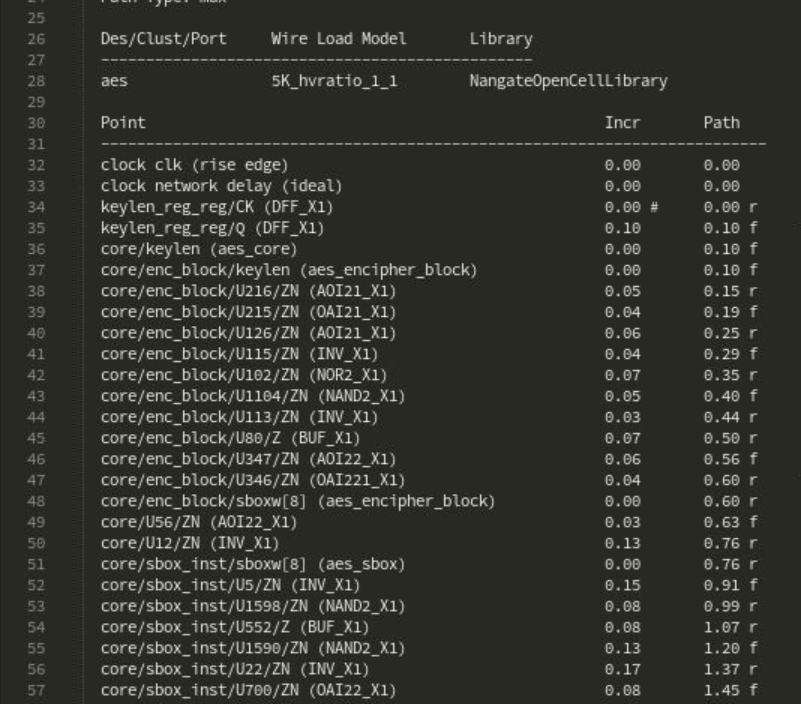 24 Path Type: max
25
26 Des/Clust/Port     Wire Load Model       Library
27 ------------------------------------------------
28 aes                5K_hvratio_1_1        NangateOpenCellLibrary
29
30 Point                                                   Incr       Path
31 --------------------------------------------------------------------------
32 clock clk (rise edge)                                   0.00       0.00
33 clock network delay (ideal)                             0.00       0.00
34 keylen_reg_reg/CK (DFF_X1)                              0.00 #     0.00 r
35 keylen_reg_reg/Q (DFF_X1)                               0.10       0.10 f
36 core/keylen (aes_core)                                  0.00       0.10 f
37 core/enc_block/keylen (aes_encipher_block)              0.00       0.10 f
38 core/enc_block/U216/ZN (AOI21_X1)                       0.05       0.15 r
39 core/enc_block/U215/ZN (OAI21_X1)                       0.04       0.19 f
40 core/enc_block/U126/ZN (AOI21_X1)                       0.06       0.25 r
41 core/enc_block/U115/ZN (INV_X1)                         0.04       0.29 f
42 core/enc_block/U102/ZN (NOR2_X1)                        0.07       0.35 r
43 core/enc_block/U1104/ZN (NAND2_X1)                      0.05       0.40 f
44 core/enc_block/U113/ZN (INV_X1)                         0.03       0.44 r
45 core/enc_block/U80/Z (BUF_X1)                           0.07       0.50 r
46 core/enc_block/U347/ZN (AOI22_X1)                       0.06       0.56 f
47 core/enc_block/U346/ZN (OAI221_X1)                      0.04       0.60 r
48 core/enc_block/sboxw[8] (aes_encipher_block)            0.00       0.60 r
49 core/U56/ZN (AOI22_X1)                                  0.03       0.63 f
50 core/U12/ZN (INV_X1)                                    0.13       0.76 r
51 core/sbox_inst/sboxw[8] (aes_sbox)                      0.00       0.76 r
52 core/sbox_inst/U5/ZN (INV_X1)                           0.15       0.91 f
53 core/sbox_inst/U1598/ZN (NAND2_X1)                      0.08       0.99 r
54 core/sbox_inst/U552/Z (BUF_X1)                          0.08       1.07 r
55 core/sbox_inst/U1590/ZN (NAND2_X1)                      0.13       1.20 f
56 core/sbox_inst/U22/ZN (INV_X1)                          0.17       1.37 r
57 core/sbox_inst/U700/ZN (OAI22_X1)                       0.08       1.45 f